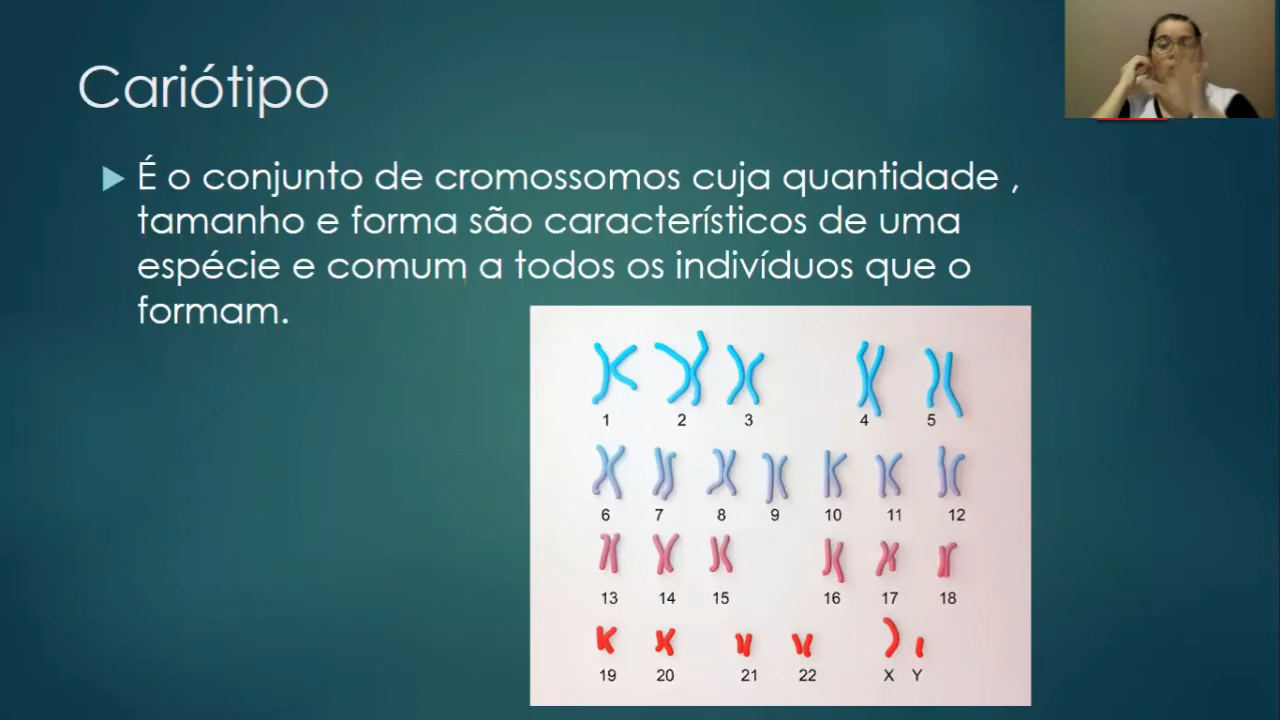 Cariótipo
É o conjunto de cromossomos cuja quantidade ,
tamanho e forma são característicos de uma
espécie e comum a todos os indivíduos que o
formam.
1 2 3 4 5
6 7 8 9 10 11 12
13 14 15 16 17 18
19 20 21 22 X Y